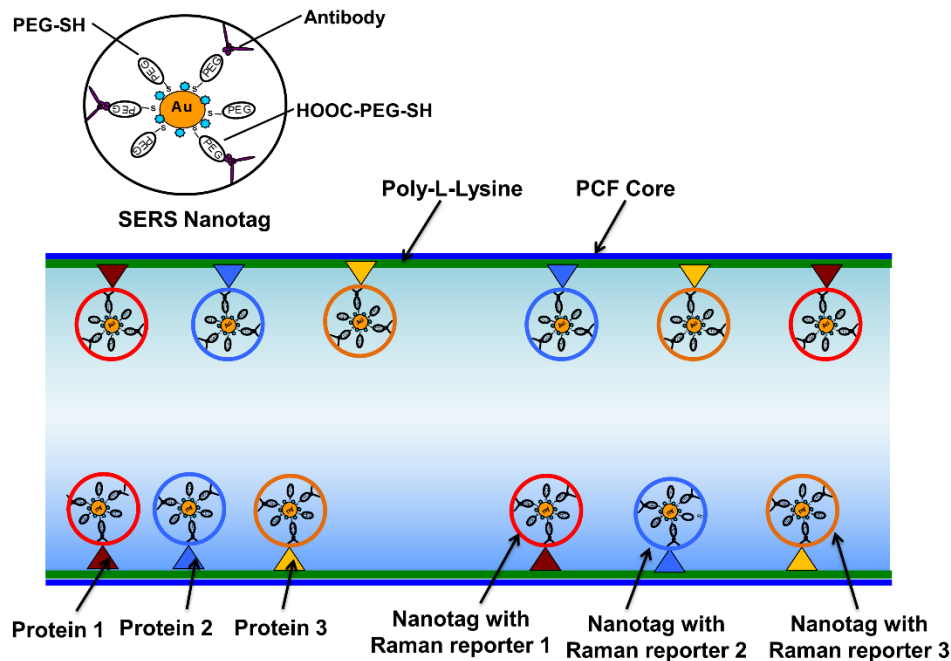 PEG-SH
Antibody
PEG
PEG
S
S
PEG
S
Au
S
PEG
S
S
PEG
PEG
HOOC-PEG-SH
SERS Nanotag
Poly-L-Lysine
PCF Core
Protein 1
Protein 2
Protein 3
Nanotag with
Raman reporter 1
Nanotag with
Raman reporter 2
Nanotag with
Raman reporter 3